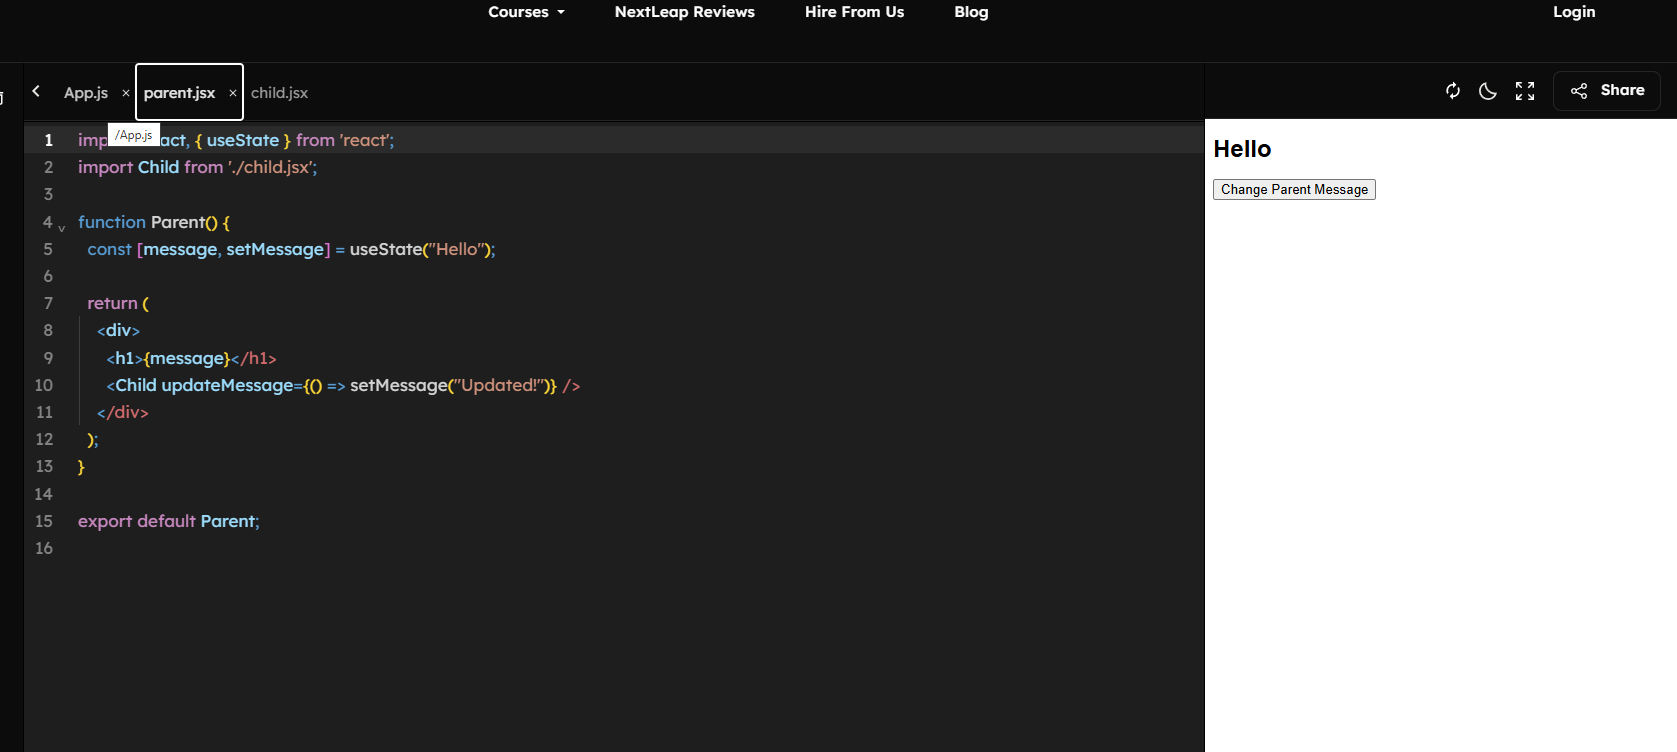 Courses NextLeap Reviews Hire From Us Blog Login
App.js × parent.jsx × child.jsx
Share
/App.js
1 imp act, { useState } from 'react';
2 import Child from './child.jsx';
3
4 function Parent() {
5 const [message, setMessage] = useState("Hello");
6
7 return (
8 <div>
9 <h1>{message}</h1>
10 <Child updateMessage={() => setMessage("Updated!")} />
11 </div>
12 );
13 }
14
15 export default Parent;
16
Hello
Change Parent Message